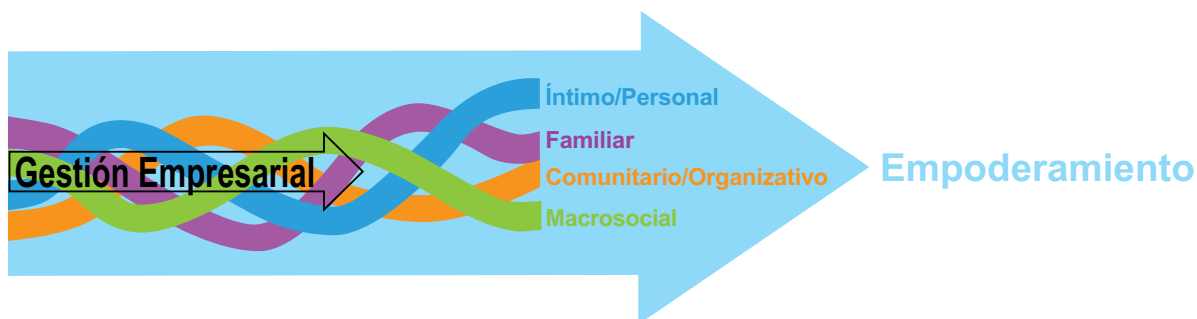 Íntimo/Personal
Familiar
Gestión Empresarial
Comunitario/Organizativo
Empoderamiento
Macrosocial